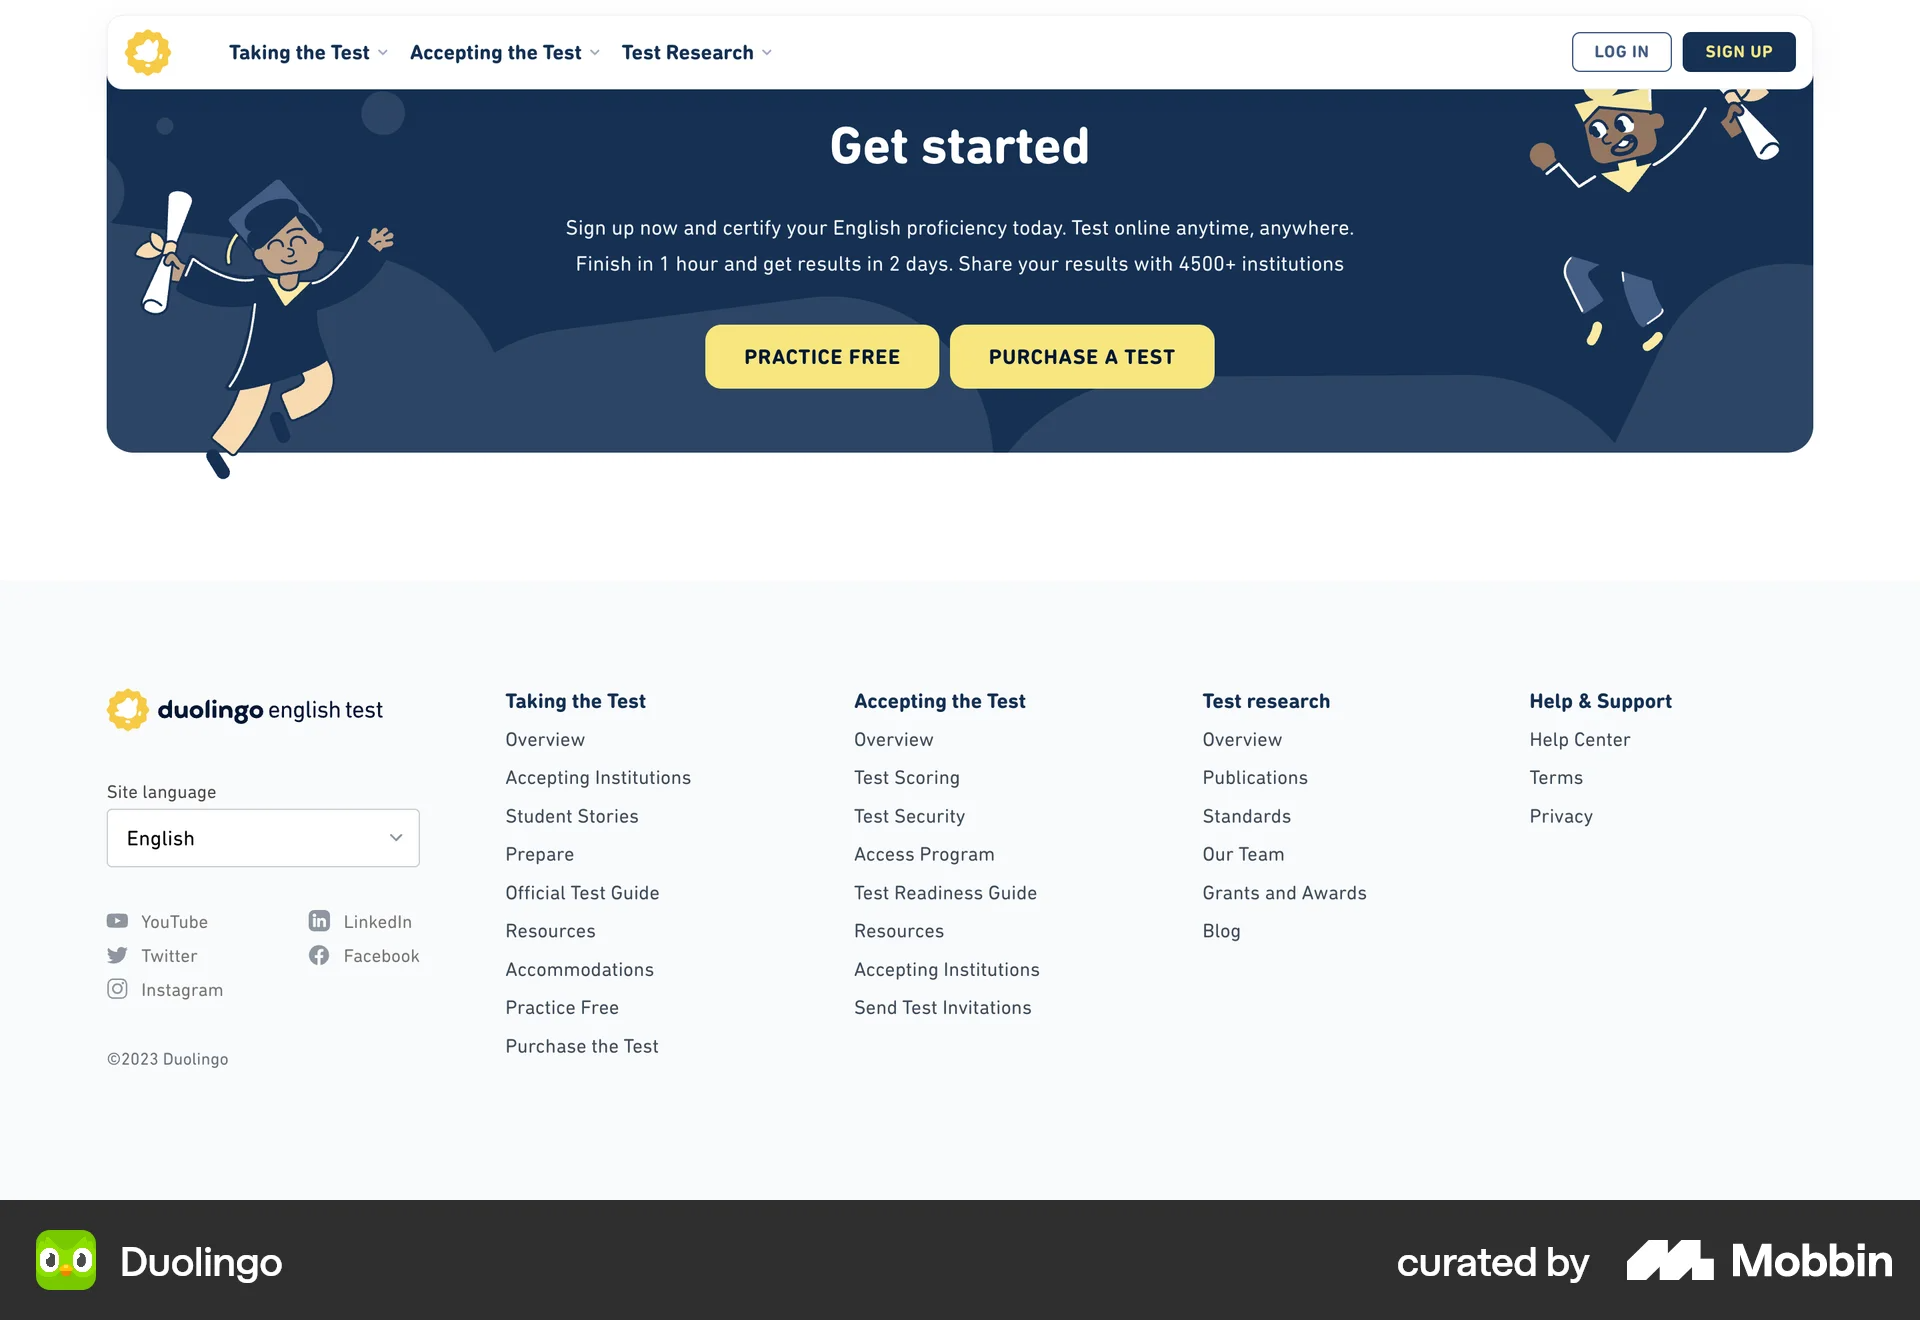 Taking the Test
Accepting the Test
Test Research
LOG IN
SIGN UP
Get started
Sign up now and certify your English proficiency today. Test online anytime, anywhere.
Finish in 1 hour and get results in 2 days. Share your results with 4500+ institutions
PRACTICE FREE
PURCHASE A TEST
duolingo english test
Site language
English
YouTube
LinkedIn
Twitter
Facebook
Instagram
©2023 Duolingo
Taking the Test
Overview
Accepting Institutions
Student Stories
Prepare
Official Test Guide
Resources
Accommodations
Practice Free
Purchase the Test
Accepting the Test
Overview
Test Scoring
Test Security
Access Program
Test Readiness Guide
Resources
Accepting Institutions
Send Test Invitations
Test research
Overview
Publications
Standards
Our Team
Grants and Awards
Blog
Help & Support
Help Center
Terms
Privacy
Duolingo
curated by
Mobbin